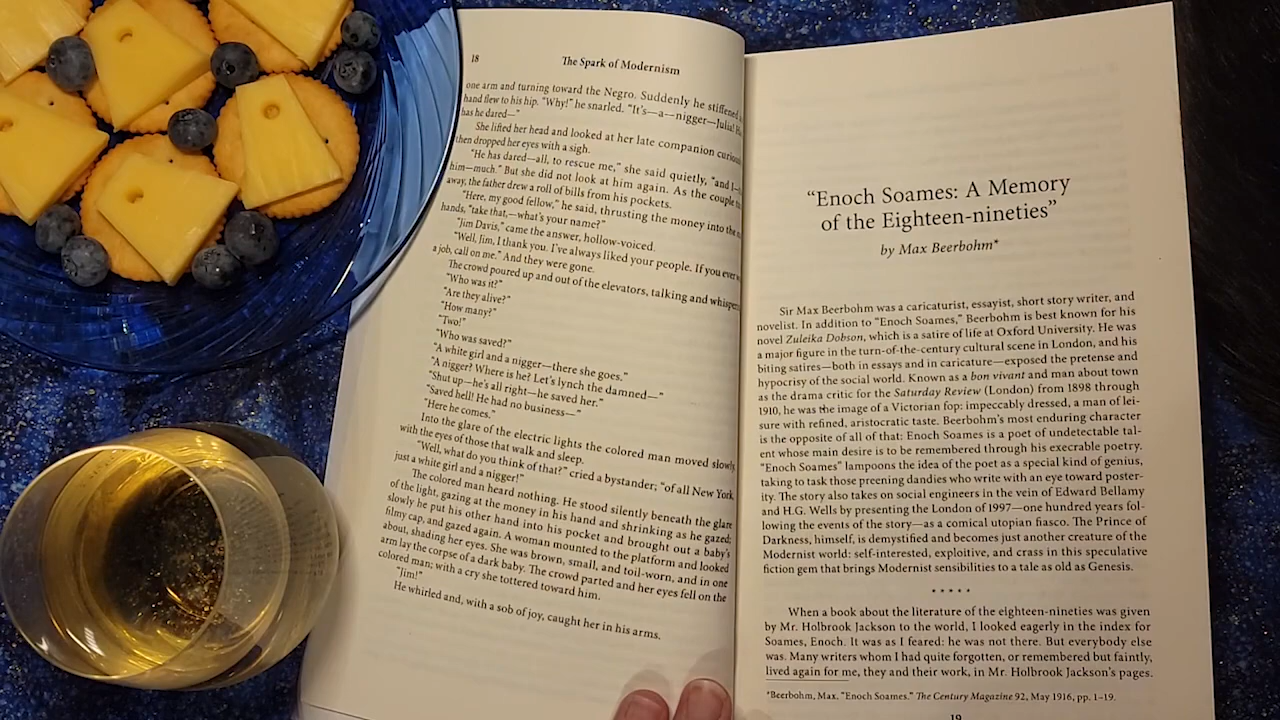 18
The Spark of Modernism
one arm and turning toward the Negro. Suddenly he stiffened
hand flew to his hip. "Why!" he snarled. "It's—a—nigger—Julia!
has he dared—"
She lifted her head and looked at her late companion
then dropped her eyes with a sigh.
"He has dared—all, to rescue me," she said quietly, "and I—
him—much." But she did not look at him again. As the couple
away, the father drew a roll of bills from his pockets.
"Here, my good fellow," he said, thrusting the money into the
hands, "take that,—what's your name?"
"Jim Davis," came the answer, hollow-voiced.
"Well, Jim, I thank you. I've always liked your people. If you ever
a job, call on me." And they were gone.
The crowd poured up and out of the elevators, talking and
"Who was it?"
"Are they alive?"
"How many?"
"Two!"
"Who was saved?"
"A white girl and a nigger—there she goes."
"A nigger? Where is he? Let's lynch the damned—"
"Shut up—he's all right—he saved her."
"Saved hell! He had no business—"
"Here he comes."
Into the glare of the electric lights the colored man moved slowly,
with the eyes of those that walk and sleep.
"Well, what do you think of that?" cried a bystander; "of all New York,
just a white girl and a nigger!"
The colored man heard nothing. He stood silently beneath the glare
of the light, gazing at the money in his hand and shrinking as he gazed;
slowly he put his other hand into his pocket and brought out a baby's
filmy cap, and gazed again. A woman mounted to the platform and looked
about, shading her eyes. She was brown, small, and toil-worn, and in one
arm lay the corpse of a dark baby. The crowd parted and her eyes fell on the
colored man; with a cry she tottered toward him.
"Jim!"
He whirled and, with a sob of joy, caught her in his arms.
"Enoch Soames: A Memory
of the Eighteen-nineties"
by Max Beerbohm*
Sir Max Beerbohm was a caricaturist, essayist, short story writer, and
novelist. In addition to "Enoch Soames," Beerbohm is best known for his
novel Zuleika Dobson, which is a satire of life at Oxford University. He was
a major figure in the turn-of-the-century cultural scene in London, and his
biting satires—both in essays and in caricature—exposed the pretense and
hypocrisy of the social world. Known as a bon vivant and man about town
as the drama critic for the Saturday Review (London) from 1898 through
1910, he was the image of a Victorian fop: impeccably dressed, a man of lei-
sure with refined, aristocratic taste. Beerbohm's most enduring character
is the opposite of all of that: Enoch Soames is a poet of undetectable tal-
ent whose main desire is to be remembered through his execrable poetry.
"Enoch Soames" lampoons the idea of the poet as a special kind of genius,
taking to task those preening dandies who write with an eye toward poster-
ity. The story also takes on social engineers in the vein of Edward Bellamy
and H.G. Wells by presenting the London of 1997—one hundred years fol-
lowing the events of the story—as a comical utopian fiasco. The Prince of
Darkness, himself, is demystified and becomes just another creature of the
Modernist world: self-interested, exploitive, and crass in this speculative
fiction gem that brings Modernist sensibilities to a tale as old as Genesis.
* * * * *
When a book about the literature of the eighteen-nineties was given
by Mr. Holbrook Jackson to the world, I looked eagerly in the index for
Soames, Enoch. It was as I feared: he was not there. But everybody else
was. Many writers whom I had quite forgotten, or remembered but faintly,
lived again for me, they and their work, in Mr. Holbrook Jackson's pages.
*Beerbohm, Max. "Enoch Soames." The Century Magazine 92, May 1916, pp. 1–19.
19